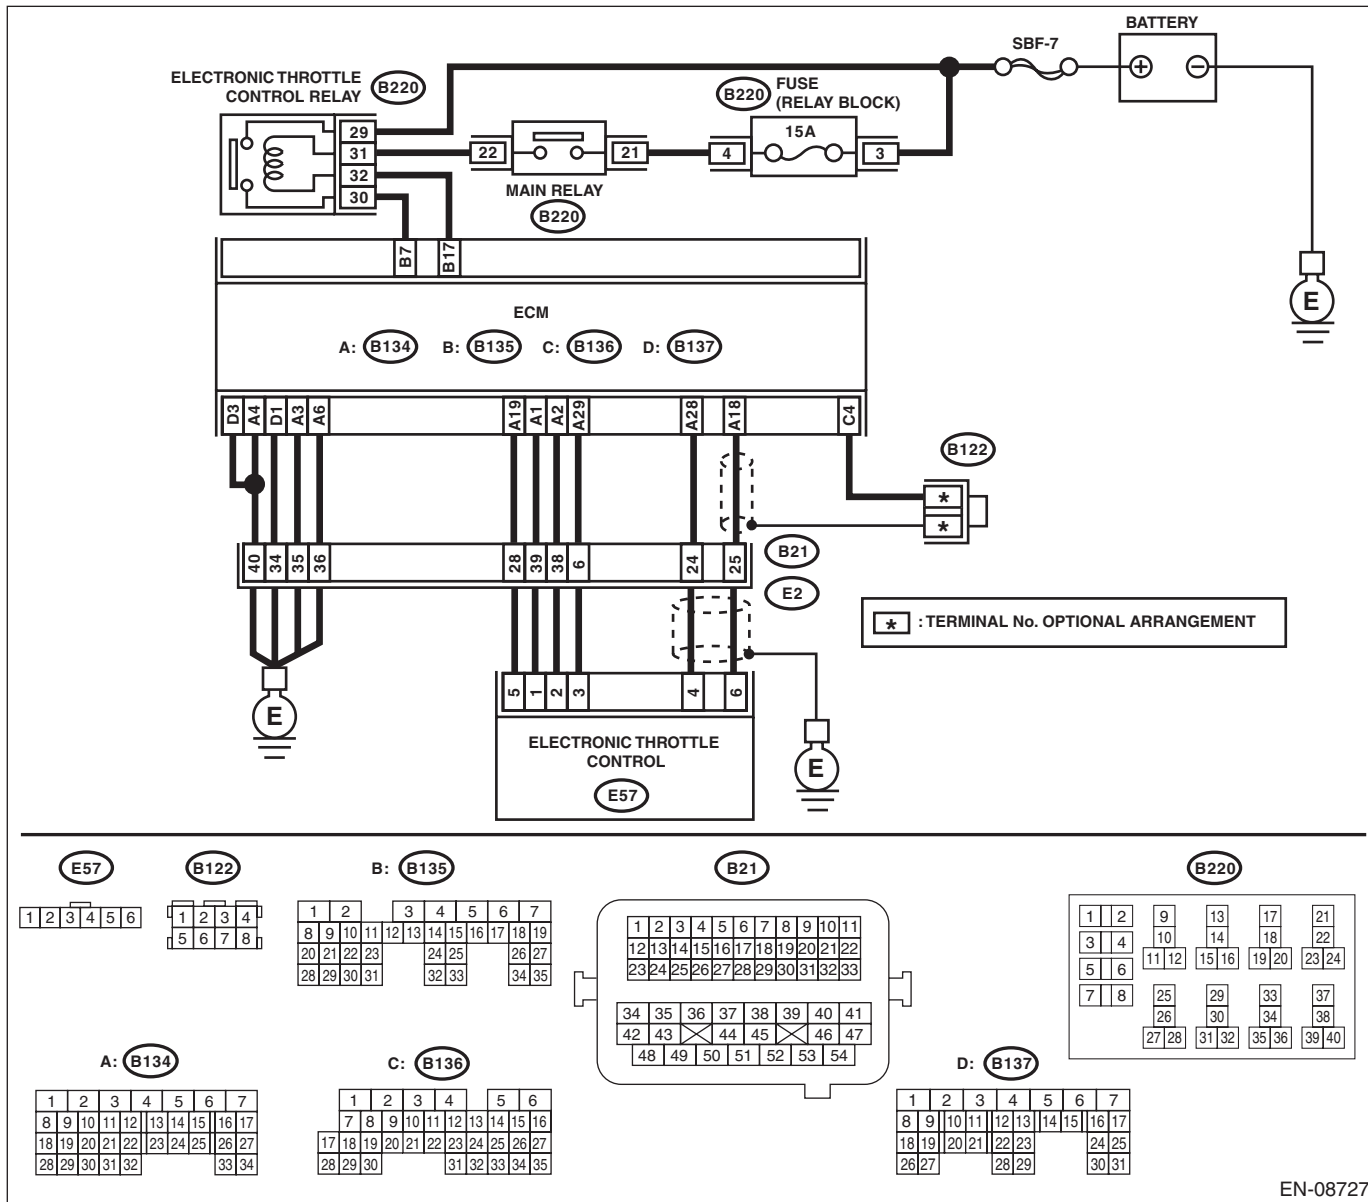 BATTERY
SBF-7
ELECTRONIC THROTTLE
CONTROL RELAY
B220
B220
FUSE
(RELAY BLOCK)
15A
29
31
32
30
22
21
4
3
MAIN RELAY
B220
B7
B17
E
ECM
A: B134 B: B135 C: B136 D: B137
D3 A4 D1 A3 A6 A19 A1 A2 A29 A28 A18 C4
B122
*
*
40 34 35 36 28 39 38 6 24 25
B21
E2
* : TERMINAL No. OPTIONAL ARRANGEMENT
5 1 2 3 4 6
E
ELECTRONIC THROTTLE
CONTROL
E57
E
E57
1 2 3 4 5 6
B122
1 2 3 4
5 6 7 8
B: B135
1 2 3 4 5 6 7
8 9 10 11 12 13 14 15 16 17 18 19
20 21 22 23 24 25 26 27
28 29 30 31 32 33 34 35
B21
1 2 3 4 5 6 7 8 9 10 11
12 13 14 15 16 17 18 19 20 21 22
23 24 25 26 27 28 29 30 31 32 33
34 35 36 37 38 39 40 41
42 43 44 45 46 47
48 49 50 51 52 53 54
B220
1 2 9 13 17 21
3 4 10 14 18 22
5 6 11 12 15 16 19 20 23 24
7 8 25 29 33 37
26 30 34 38
27 28 31 32 35 36 39 40
A: B134
1 2 3 4 5 6 7
8 9 10 11 12 13 14 15 16 17
18 19 20 21 22 23 24 25 26 27
28 29 30 31 32 33 34
C: B136
1 2 3 4 5 6
7 8 9 10 11 12 13 14 15 16
17 18 19 20 21 22 23 24 25 26 27
28 29 30 31 32 33 34 35
D: B137
1 2 3 4 5 6 7
8 9 10 11 12 13 14 15 16 17
18 19 20 21 22 23 24 25
26 27 28 29 30 31
EN-08727